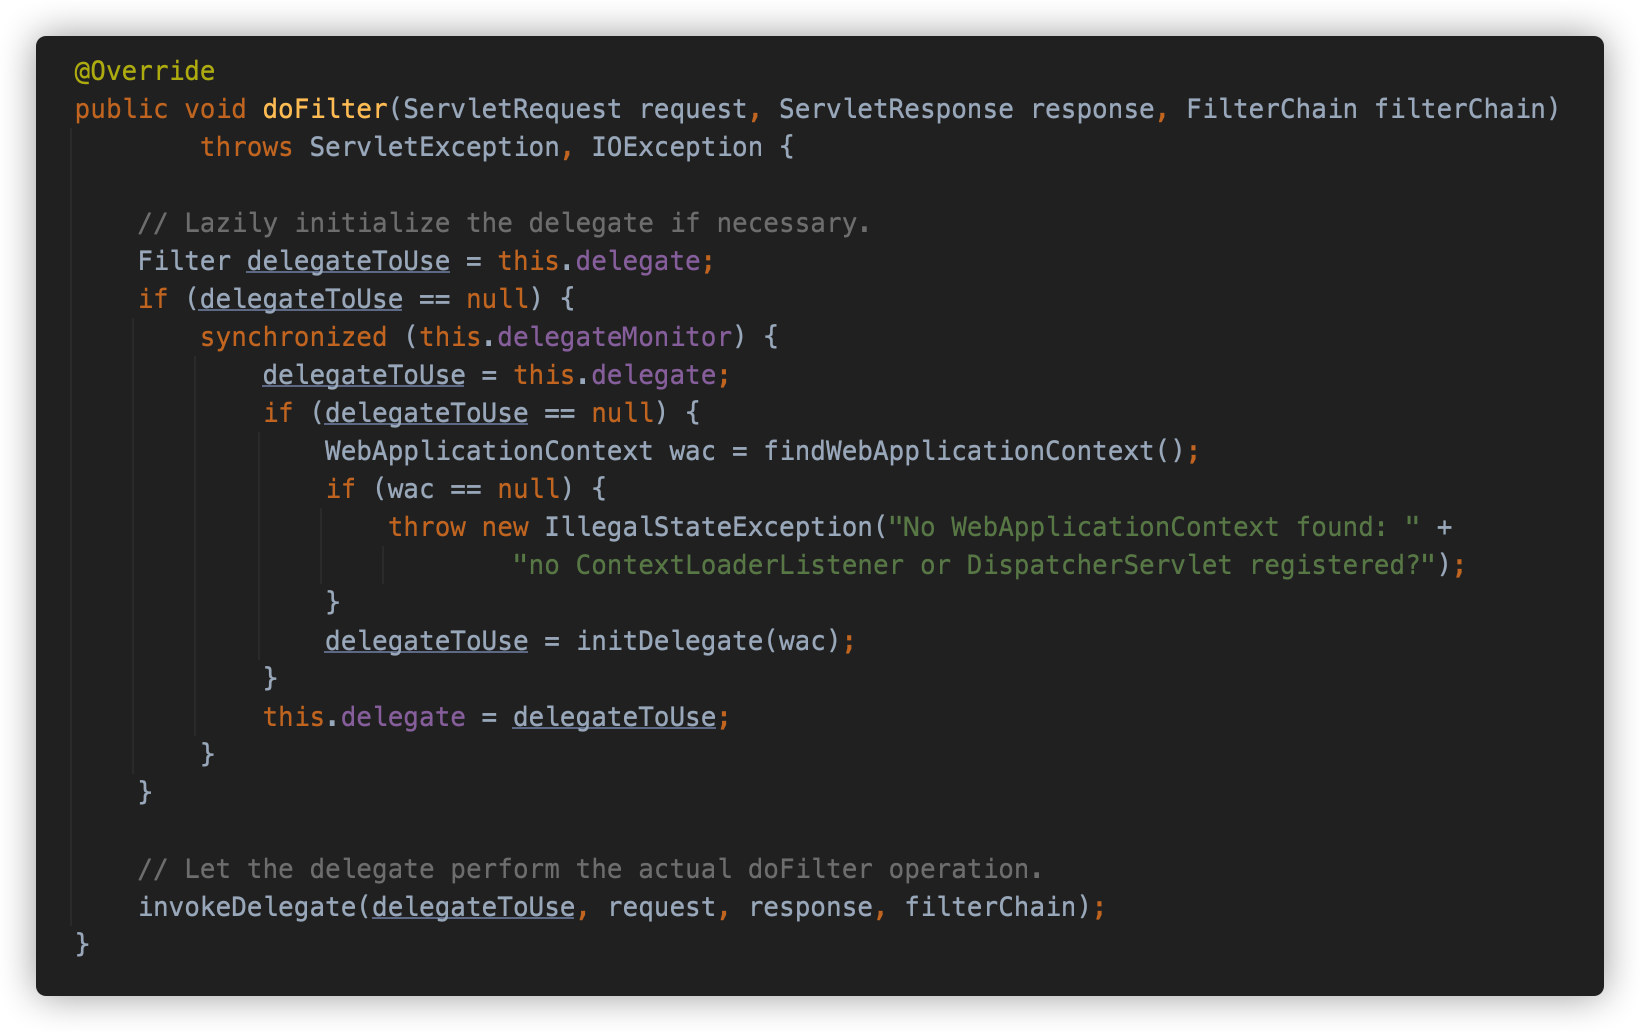 @Override
public void doFilter(ServletRequest request, ServletResponse response, FilterChain filterChain)
        throws ServletException, IOException {

    // Lazily initialize the delegate if necessary.
    Filter delegateToUse = this.delegate;
    if (delegateToUse == null) {
        synchronized (this.delegateMonitor) {
            delegateToUse = this.delegate;
            if (delegateToUse == null) {
                WebApplicationContext wac = findWebApplicationContext();
                if (wac == null) {
                    throw new IllegalStateException("No WebApplicationContext found: " +
                            "no ContextLoaderListener or DispatcherServlet registered?");
                }
                delegateToUse = initDelegate(wac);
            }
            this.delegate = delegateToUse;
        }
    }

    // Let the delegate perform the actual doFilter operation.
    invokeDelegate(delegateToUse, request, response, filterChain);
}